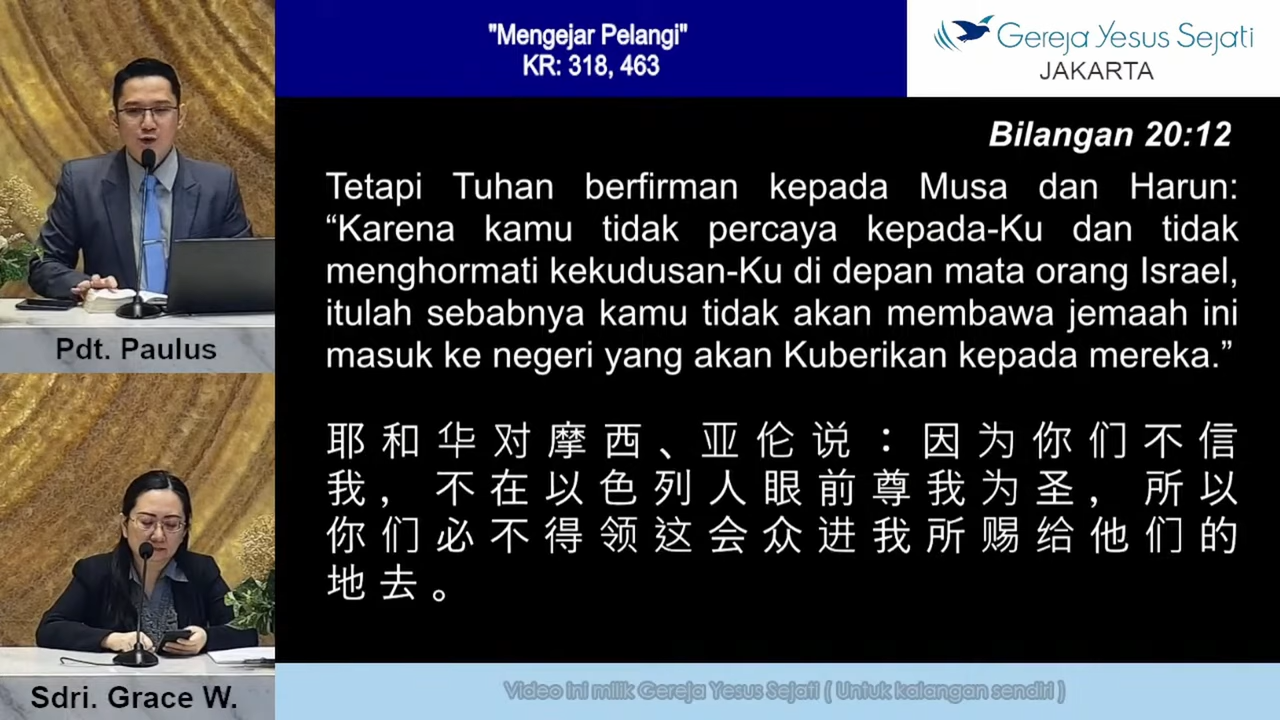 "Mengejar Pelangi"
KR: 318, 463
Gereja Yesus Sejati
JAKARTA
Bilangan 20:12
Tetapi Tuhan berfirman kepada Musa dan Harun:
“Karena kamu tidak percaya kepada-Ku dan tidak
menghormati kekudusan-Ku di depan mata orang Israel,
itulah sebabnya kamu tidak akan membawa jemaah ini
masuk ke negeri yang akan Kuberikan kepada mereka.”
耶和华对摩西、亚伦说：因为你们不信
我，不在以色列人眼前尊我为圣，所以
你们必不得领这会众进我所赐给他们的
地去。
Pdt. Paulus
Sdri. Grace W.
Video ini milik Gereja Yesus Sejati ( Untuk kalangan sendiri )